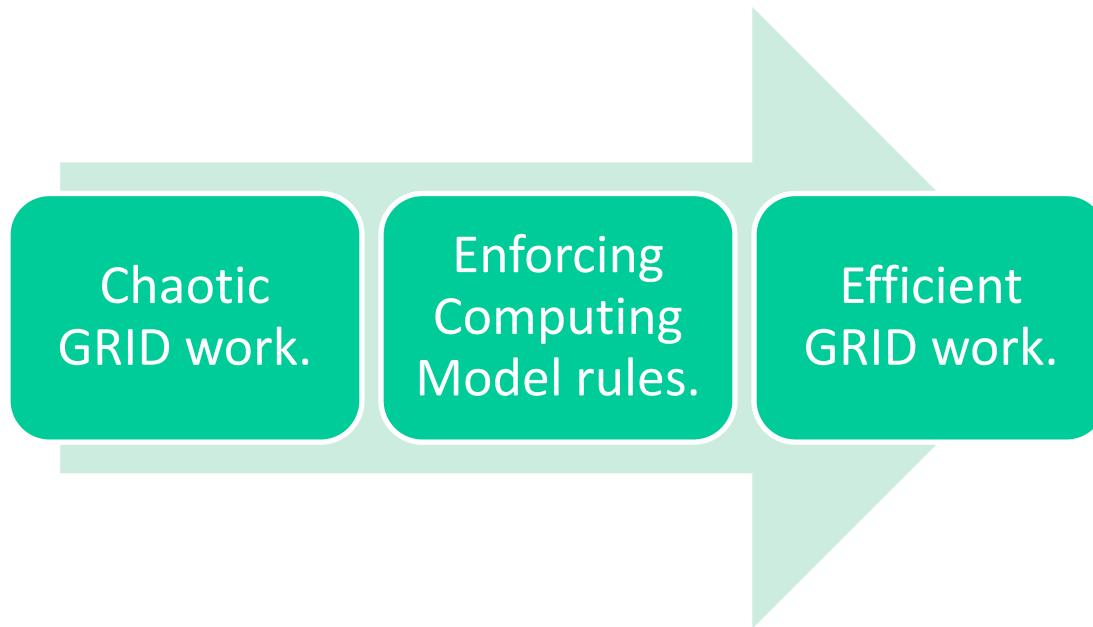 Chaotic
GRID work.
Enforcing
Computing
Model rules.
Efficient
GRID work.